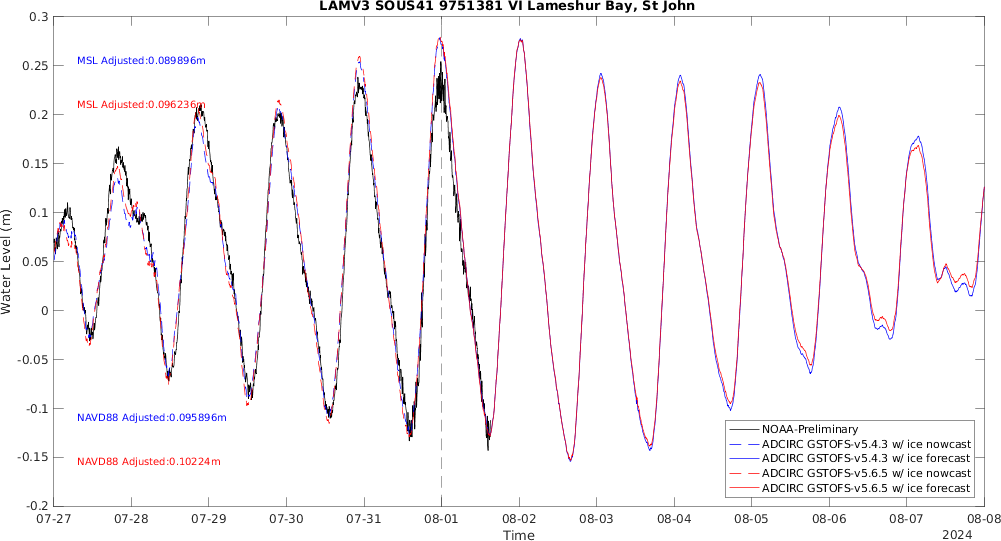 LAMV3 SOUS41 9751381 VI Lameshur Bay, St John
0.3
0.25
0.2
0.15
0.1
0.05
0
-0.05
-0.1
-0.15
-0.2
Water Level (m)
MSL Adjusted:0.089896m
MSL Adjusted:0.096236m
NAVD88 Adjusted:0.095896m
NAVD88 Adjusted:0.10224m
NOAA-Preliminary
ADCIRC GSTOFS-v5.4.3 w/ ice nowcast
ADCIRC GSTOFS-v5.4.3 w/ ice forecast
ADCIRC GSTOFS-v5.6.5 w/ ice nowcast
ADCIRC GSTOFS-v5.6.5 w/ ice forecast
07-27 07-28 07-29 07-30 07-31 08-01 08-02 08-03 08-04 08-05 08-06 08-07 08-08
Time
2024